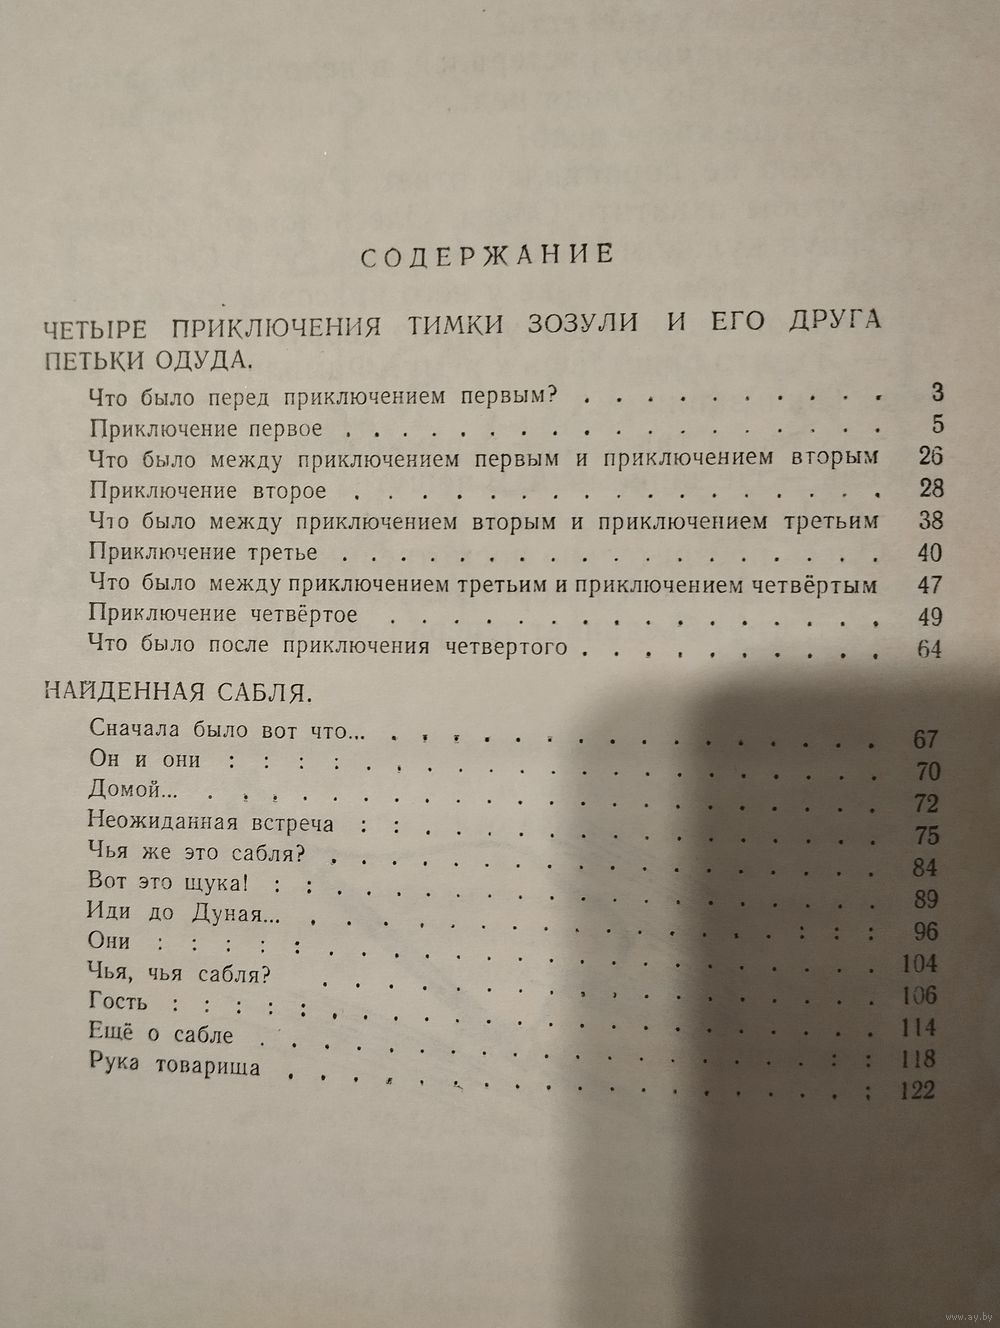 СОДЕРЖАНИЕ
ЧЕТЫРЕ ПРИКЛЮЧЕНИЯ ТИМКИ ЗОЗУЛИ И ЕГО ДРУГА
ПЕТЬКИ ОДУДА.
Что было перед приключением первым? . . . . . . . . . . 3
Приключение первое . . . . . . . . . . . . . . . . . . 5
Что было между приключением первым и приключением вторым 26
Приключение второе . . . . . . . . . . . . . . . . . 28
Что было между приключением вторым и приключением третьим 38
Приключение третье . . . . . . . . . . . . . . . . . . 40
Что было между приключением третьим и приключением четвёртым 47
Приключение четвёртое . . . . . . . . . . . . . . . . 49
Что было после приключения четвертого . . . . . . . . . . 64
НАЙДЕННАЯ САБЛЯ.
Сначала было вот что... . . . . . . . . . . . . . . . . 67
Он и они : : : : . . . . . . . . . . . . . . . . . 70
Домой... . . . . . . . . . . . . . . . . . . . . . . 72
Неожиданная встреча : : . . . . . . . . . . . . . . . 75
Чья же это сабля? . . . . . . . . . . . . . . . . . . 84
Вот это щука! : : . . . . . . . . . . . . . . . . . . 89
Иди до Дуная... . . . . . . . . . . . . . . . . : : : 96
Они : : : : : . . . . . . . . . . . . . . . . . . 104
Чья, чья сабля? . . . . . . . . . . . . . . . . . . 106
Гость : : : : : . . . . . . . . . . . . . . . . . . 114
Ещё о сабле . . . . . . . . . . . . . . . . . . : : 118
Рука товарища . . . . . . . . . . . . . . . . . . : 122
www.ay.by